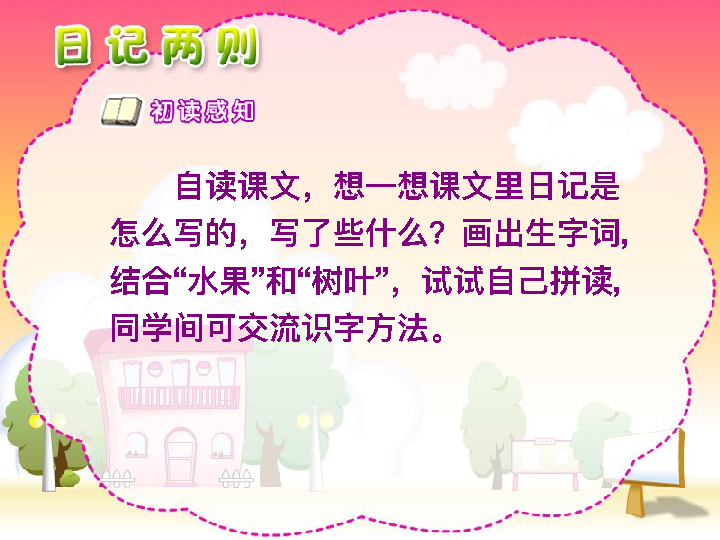 日记两则
初读感知
自读课文，想一想课文里日记是
怎么写的，写了些什么？画出生字词，
结合“水果”和“树叶”，试试自己拼读，
同学间可交流识字方法。